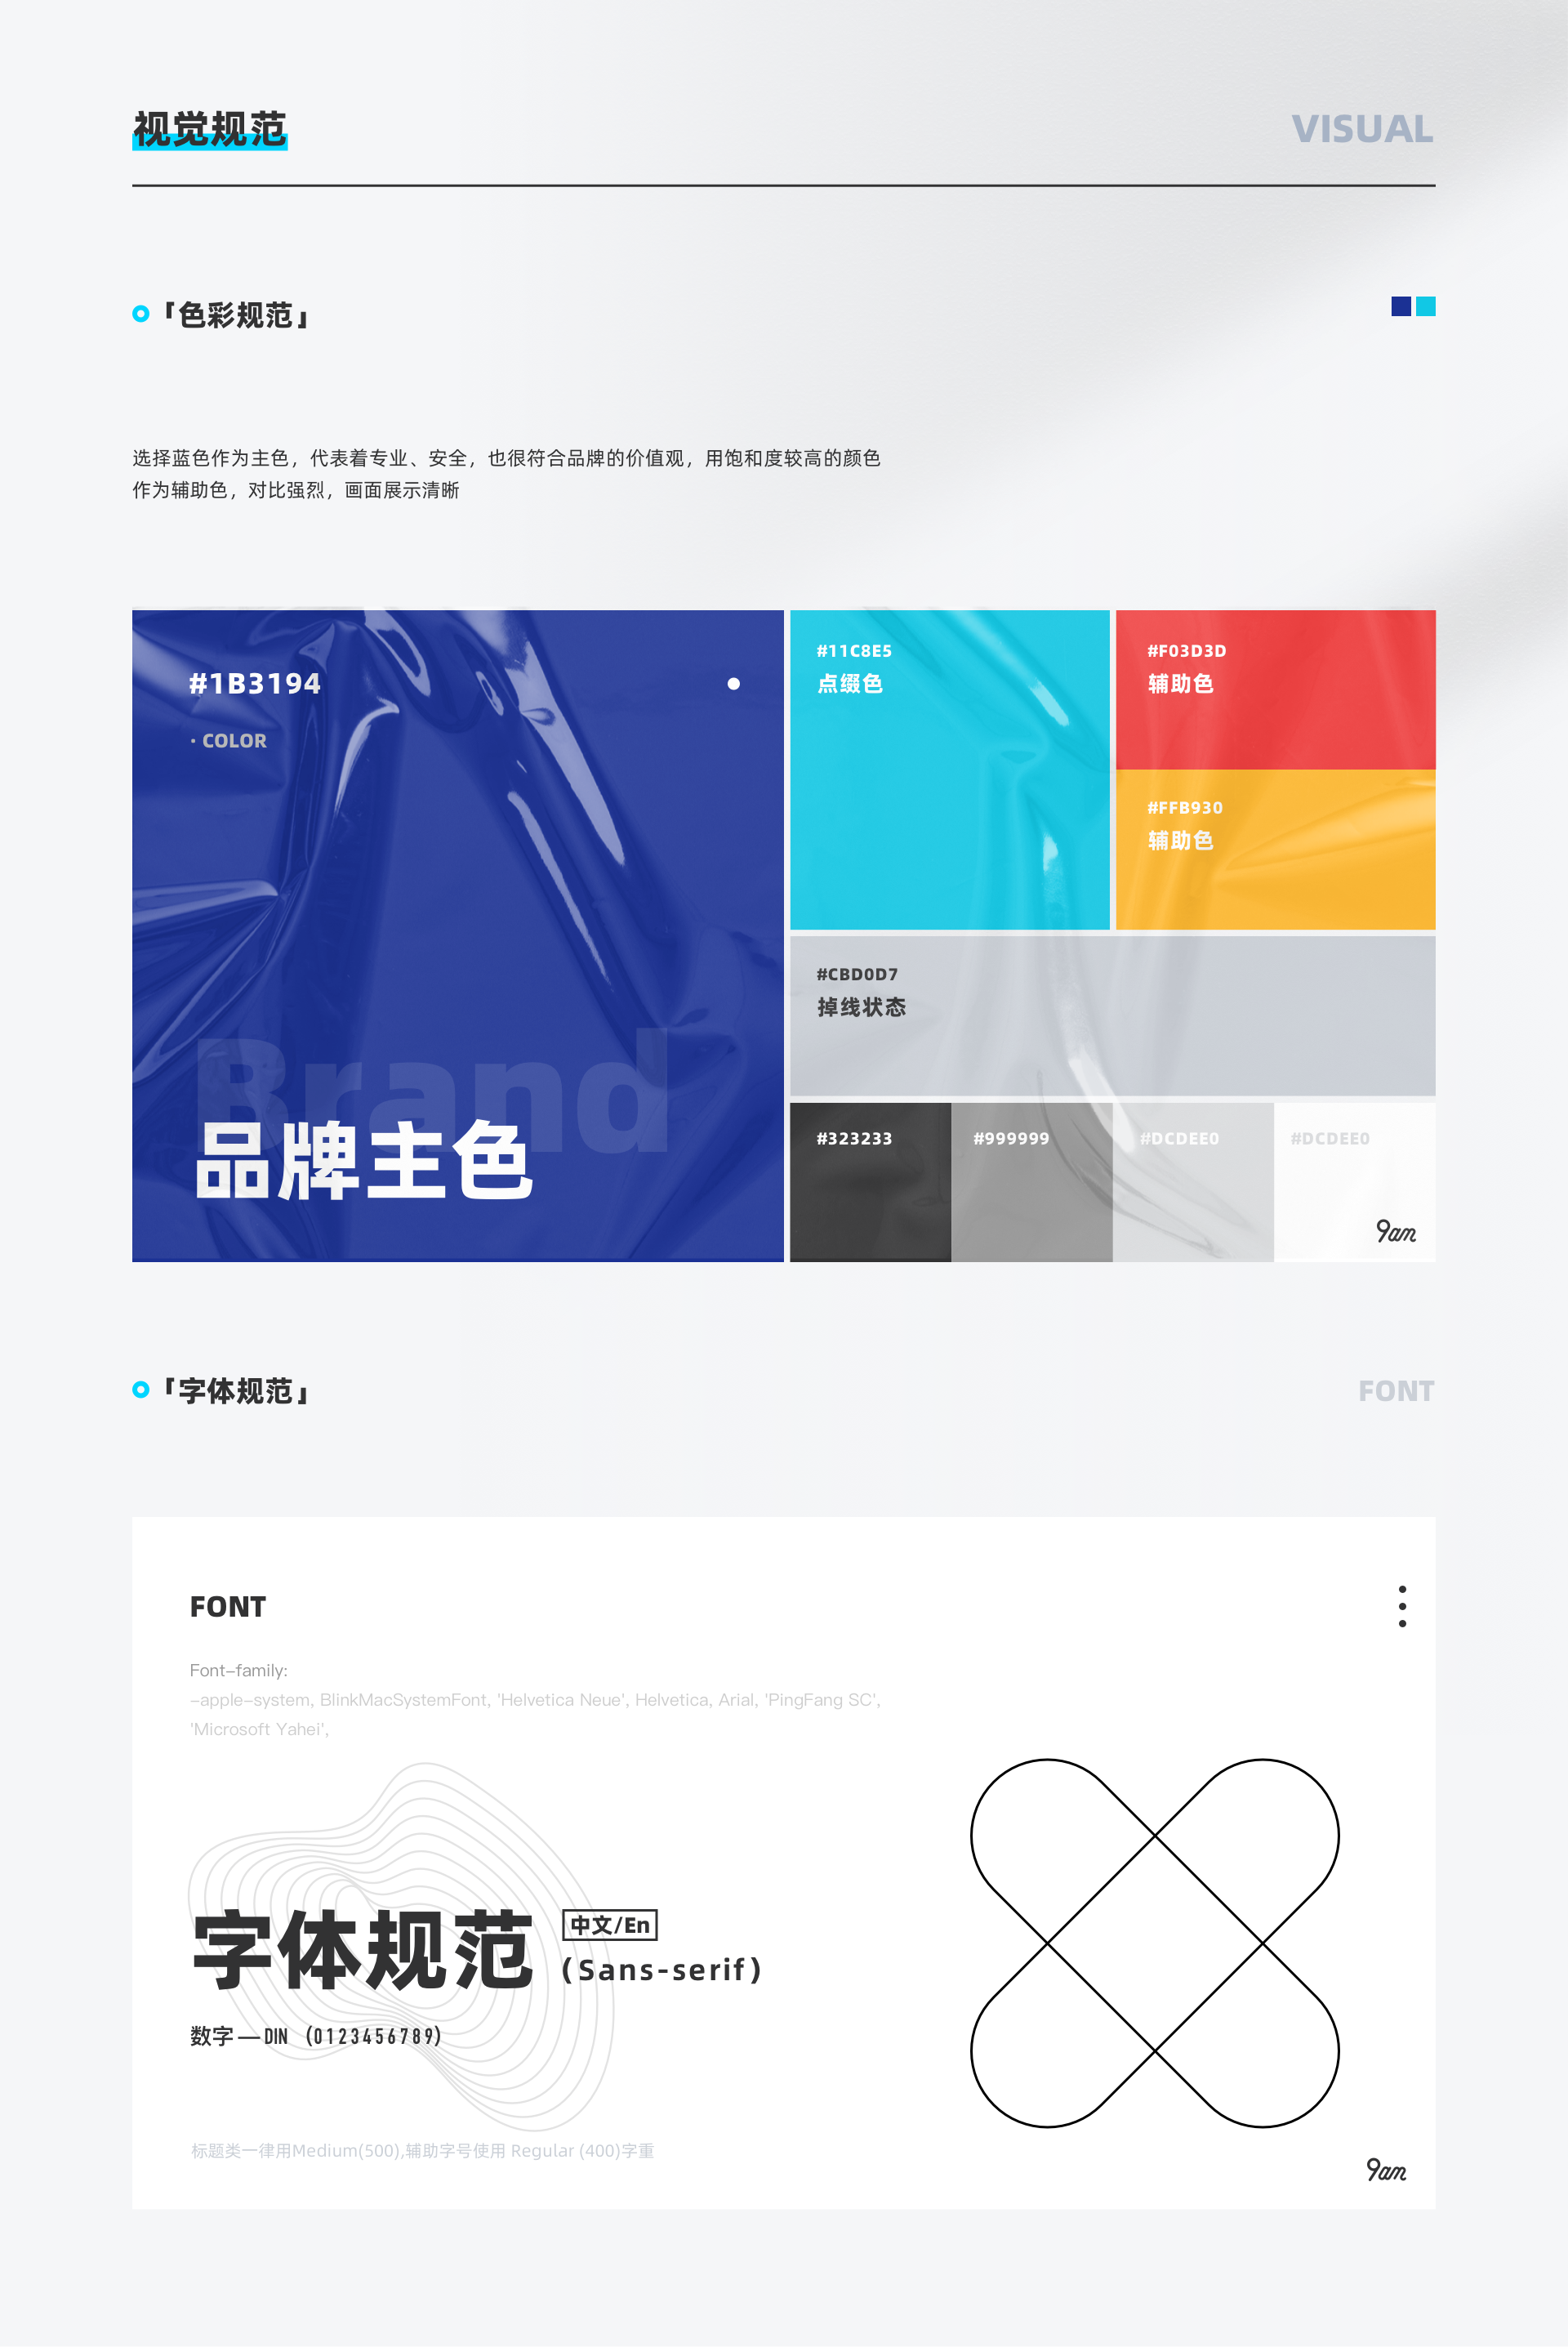 视觉规范
VISUAL
「色彩规范」
选择蓝色作为主色，代表着专业、安全，也很符合品牌的价值观，用饱和度较高的颜色
作为辅助色，对比强烈，画面展示清晰
#1B3194
· COLOR
Brand
品牌主色
#11C8E5
点缀色
#F03D3D
辅助色
#FFB930
辅助色
#CBD0D7
掉线状态
#323233
#999999
#DCDEE0
#DCDEE0
9am
「字体规范」
FONT
FONT
Font-family:
-apple-system, BlinkMacSystemFont, 'Helvetica Neue', Helvetica, Arial, 'PingFang SC',
'Microsoft Yahei',
字体规范
中文/En
(Sans-serif)
数字 — DIN （0123456789）
标题类一律用Medium(500),辅助字号使用 Regular (400)字重
9am